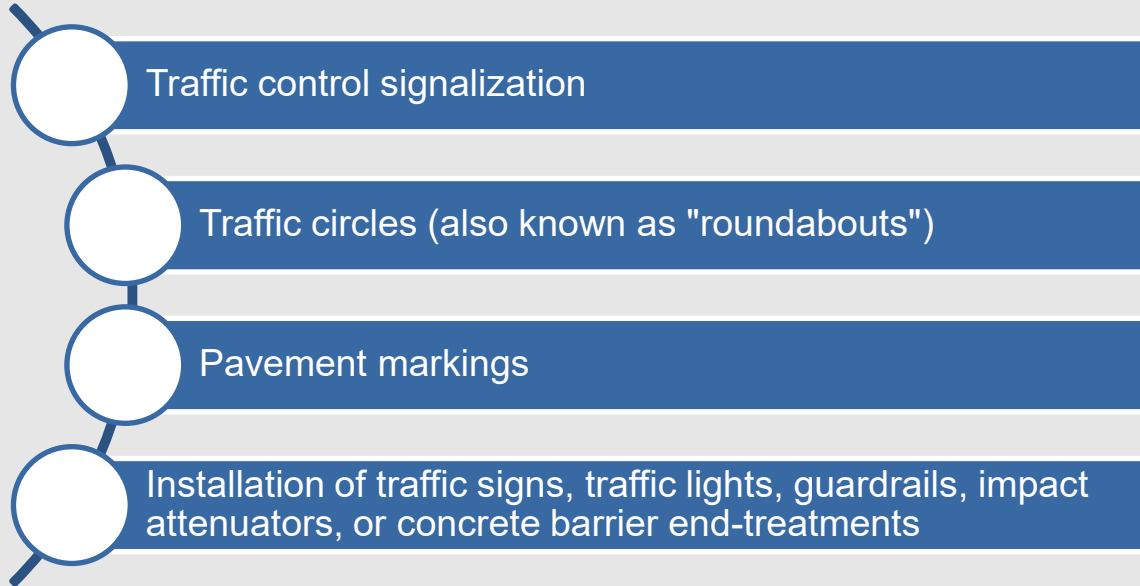 Traffic control signalization
Traffic circles (also known as "roundabouts")
Pavement markings
Installation of traffic signs, traffic lights, guardrails, impact
attenuators, or concrete barrier end-treatments